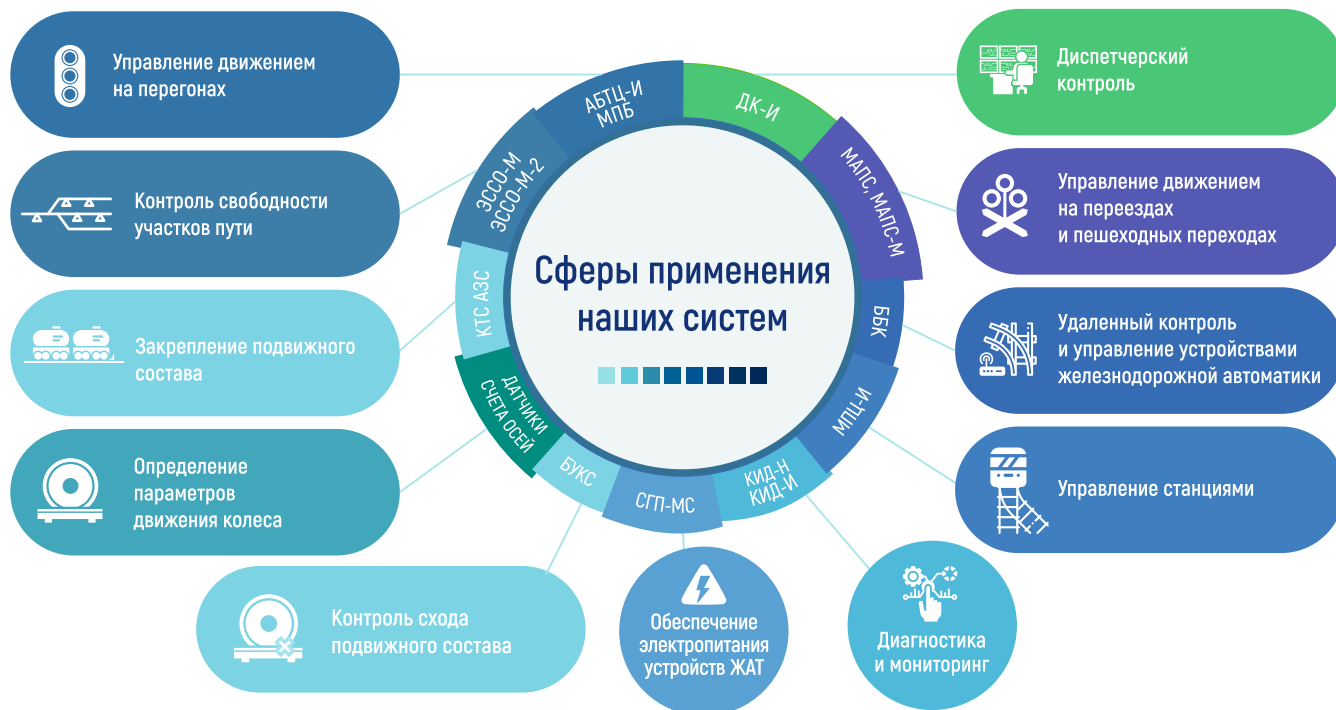 Управление движением
на перегонах
Контроль свободности
участков пути
Закрепление подвижного
состава
Определение
параметров
движения колеса
Контроль схода
подвижного состава
Обеспечение
электропитания
устройств ЖАТ
Диагностика
и мониторинг
Диспетчерский
контроль
Управление движением
на переездах
и пешеходных переходах
Удаленный контроль
и управление устройствами
железнодорожной автоматики
Управление станциями
АБТЦ-И
МПБ
ДК-И
МАПС, МАПС-М
ББК
МПЦ-И
КИД-Н
КИД-И
СГП-МС
БУКС
ДАТЧИКИ
СЧЕТА ОСЕЙ
КТС АЗС
ЭССО-М
ЭССО-М-2
Сферы применения
наших систем